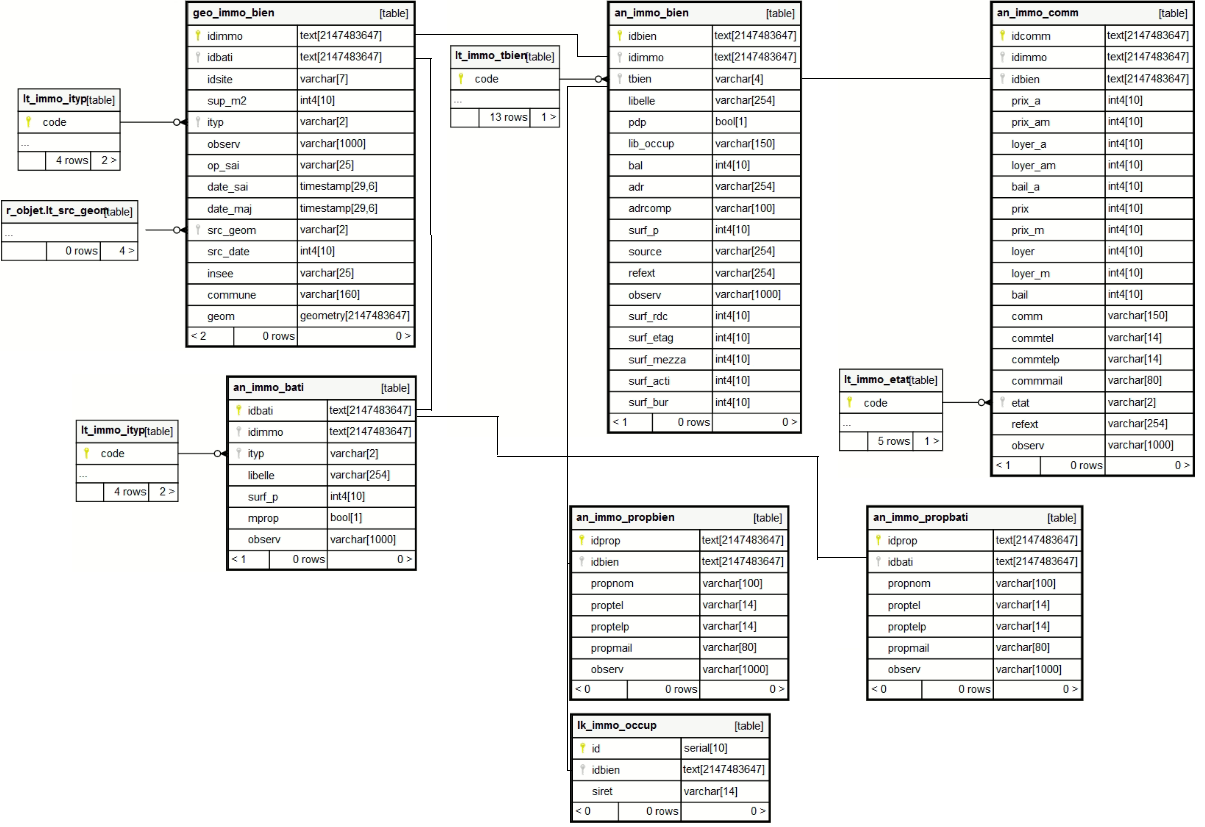 geo_immo_bien [table]
idimmo text[2147483647]
idbati text[2147483647]
idsite varchar[7]
sup_m2 int4[10]
ityp varchar[2]
observ varchar[1000]
op_sai varchar[25]
date_sai timestamp[29,6]
date_maj timestamp[29,6]
src_geom varchar[2]
src_date int4[10]
insee varchar[25]
commune varchar[160]
geom geometry[2147483647]
< 2 0 rows 0 >
lt_immo_ityp[table]
code
...
4 rows 2 >
r_objet.lt_src_geom[table]
...
0 rows 4 >
lt_immo_tbien[table]
code
...
13 rows 1 >
an_immo_bien [table]
idbien text[2147483647]
idimmo text[2147483647]
tbien varchar[4]
libelle varchar[254]
pdp bool[1]
lib_occup varchar[150]
bal int4[10]
adr varchar[254]
adrcomp varchar[100]
surf_p int4[10]
source varchar[254]
refext varchar[254]
observ varchar[1000]
surf_rdc int4[10]
surf_etag int4[10]
surf_mezza int4[10]
surf_acti int4[10]
surf_bur int4[10]
< 1 0 rows 0 >
an_immo_comm [table]
idcomm text[2147483647]
idimmo text[2147483647]
idbien text[2147483647]
prix_a int4[10]
prix_am int4[10]
loyer_a int4[10]
loyer_am int4[10]
bail_a int4[10]
prix int4[10]
prix_m int4[10]
loyer int4[10]
loyer_m int4[10]
bail int4[10]
comm varchar[150]
commtel varchar[14]
commtelp varchar[14]
commmail varchar[80]
etat varchar[2]
refext varchar[254]
observ varchar[1000]
< 1 0 rows 0 >
lt_immo_etat[table]
code
...
5 rows 1 >
an_immo_bati [table]
idbati text[2147483647]
idimmo text[2147483647]
ityp varchar[2]
libelle varchar[254]
surf_p int4[10]
mprop bool[1]
observ varchar[1000]
< 1 0 rows 0 >
lt_immo_ityp[table]
code
...
4 rows 2 >
an_immo_propbien [table]
idprop text[2147483647]
idbien text[2147483647]
propnom varchar[100]
proptel varchar[14]
proptelp varchar[14]
propmail varchar[80]
observ varchar[1000]
< 0 0 rows 0 >
an_immo_propbati [table]
idprop text[2147483647]
idbati text[2147483647]
propnom varchar[100]
proptel varchar[14]
proptelp varchar[14]
propmail varchar[80]
observ varchar[1000]
< 0 0 rows 0 >
lk_immo_occup [table]
id serial[10]
idbien text[2147483647]
siret varchar[14]
< 0 0 rows 0 >